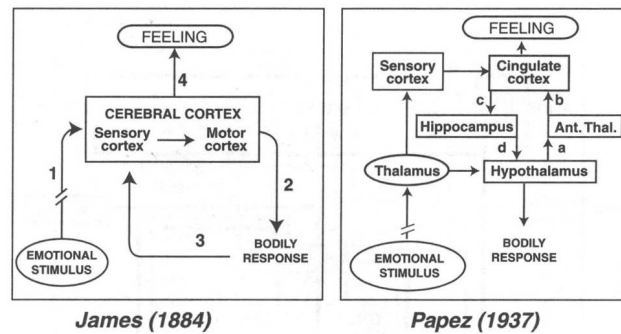 FEELING
4
CEREBRAL CORTEX
Sensory cortex
Motor cortex
1
2
3
EMOTIONAL
STIMULUS
BODILY
RESPONSE
James (1884)
FEELING
Sensory
cortex
Cingulate
cortex
c
b
Hippocampus
Ant. Thal.
d
a
Thalamus
Hypothalamus
EMOTIONAL
STIMULUS
BODILY
RESPONSE
Papez (1937)